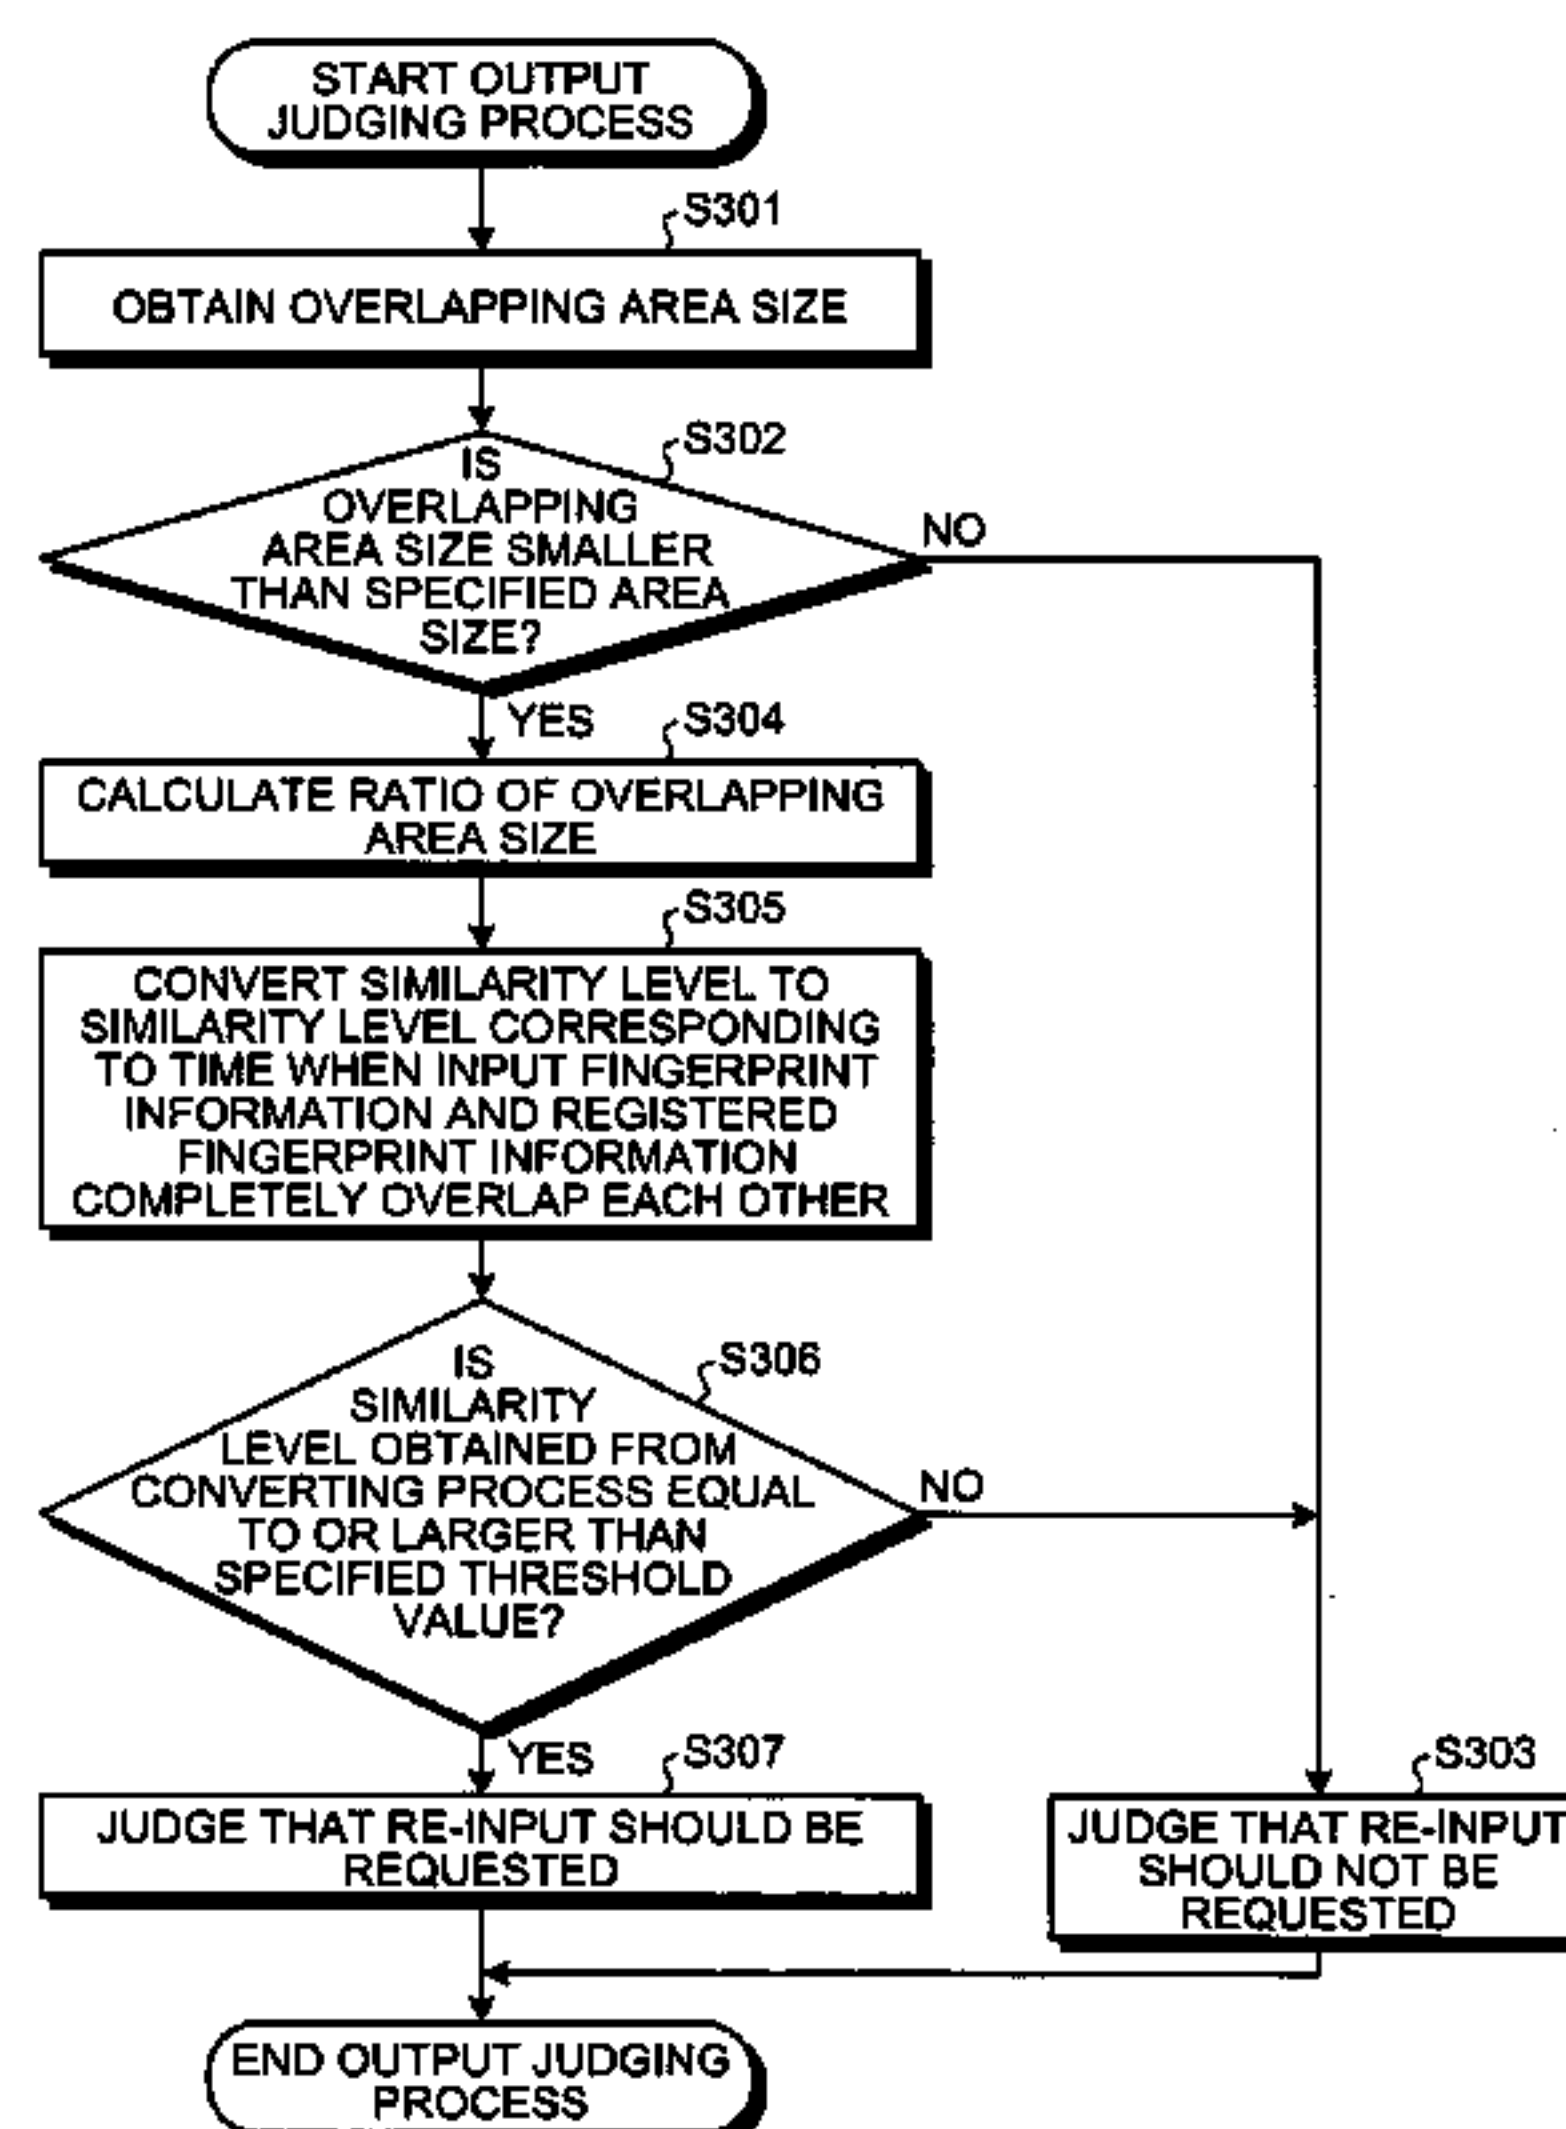 START OUTPUT
JUDGING PROCESS
S301
OBTAIN OVERLAPPING AREA SIZE
S302
IS
OVERLAPPING
AREA SIZE SMALLER
THAN SPECIFIED AREA
SIZE?
NO
YES
S304
CALCULATE RATIO OF OVERLAPPING
AREA SIZE
S305
CONVERT SIMILARITY LEVEL TO
SIMILARITY LEVEL CORRESPONDING
TO TIME WHEN INPUT FINGERPRINT
INFORMATION AND REGISTERED
FINGERPRINT INFORMATION
COMPLETELY OVERLAP EACH OTHER
S306
IS
SIMILARITY
LEVEL OBTAINED FROM
CONVERTING PROCESS EQUAL
TO OR LARGER THAN
SPECIFIED THRESHOLD
VALUE?
NO
YES
S307
JUDGE THAT RE-INPUT SHOULD BE
REQUESTED
S303
JUDGE THAT RE-INPUT
SHOULD NOT BE
REQUESTED
END OUTPUT JUDGING
PROCESS